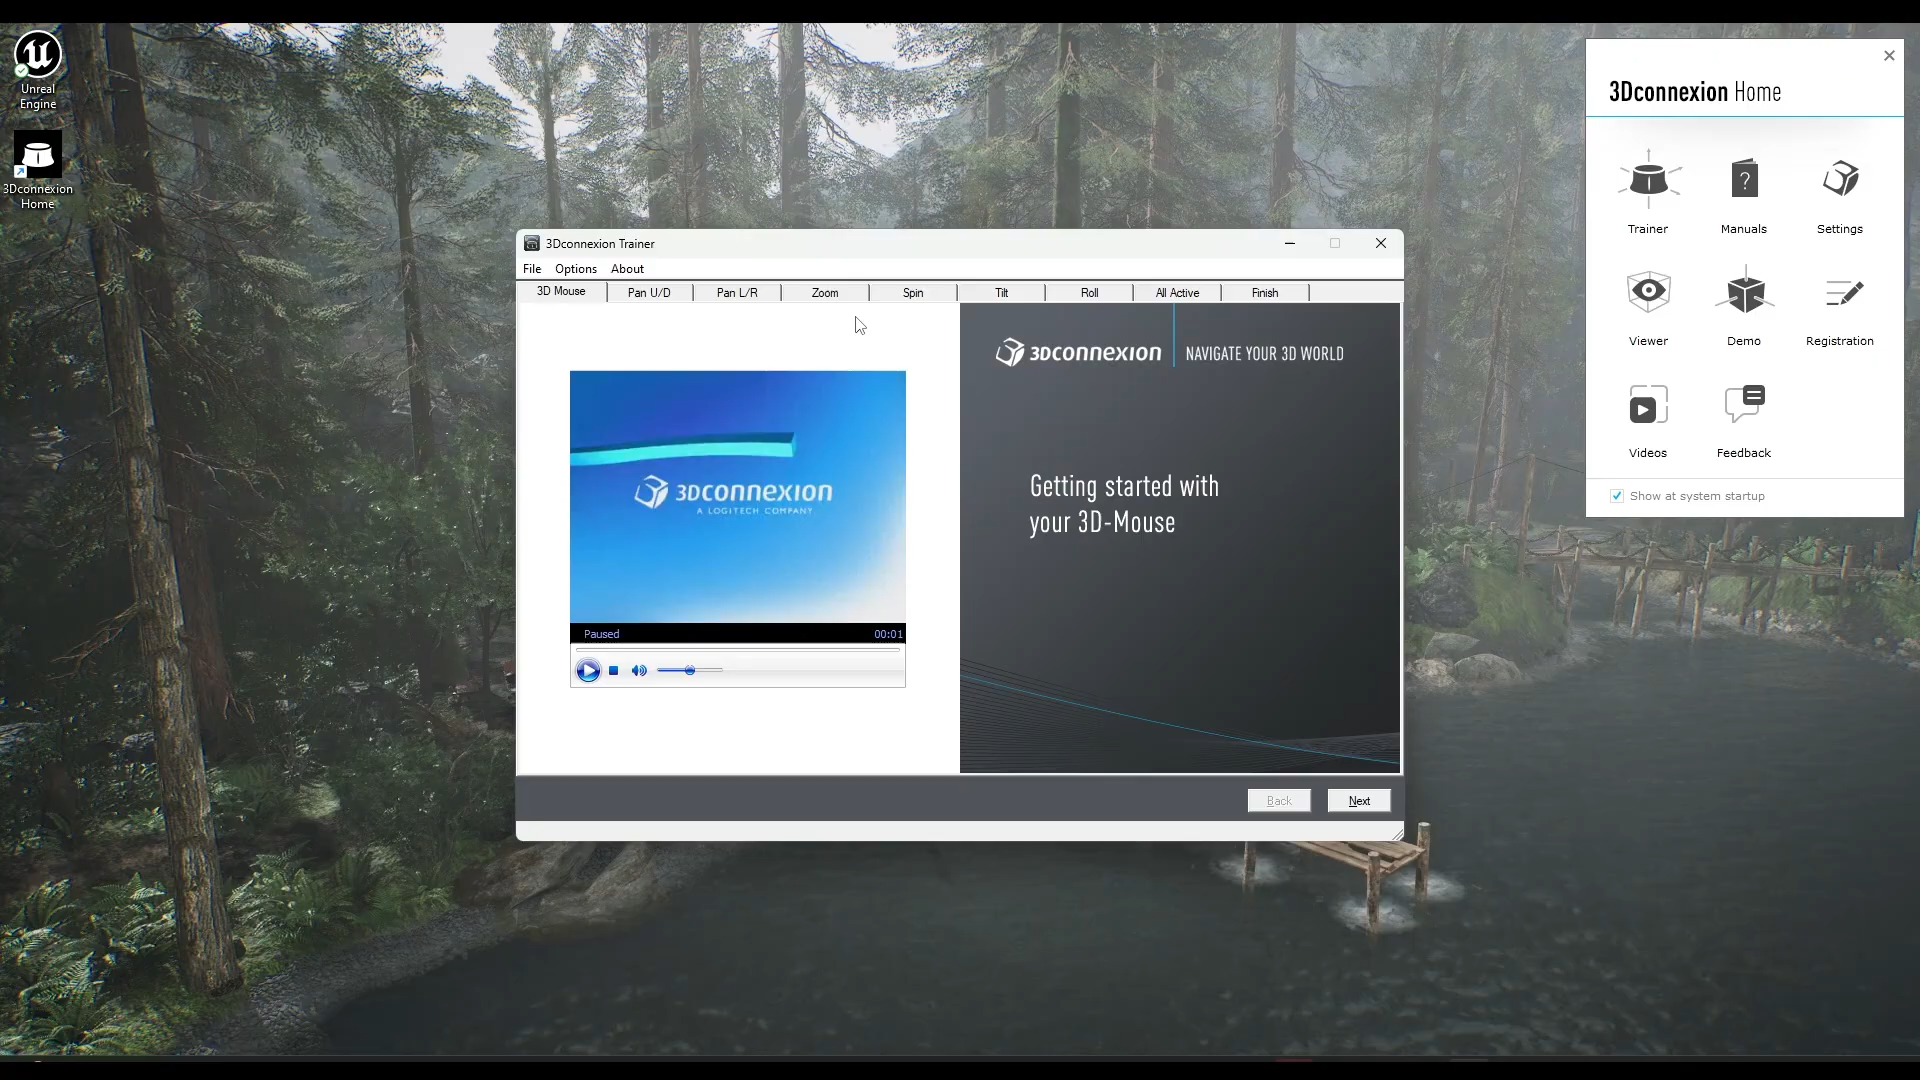 Unreal
Engine
3Dconnexion
Home
3Dconnexion Trainer
File Options About
3D Mouse Pan U/D Pan L/R Zoom Spin Tilt Roll All Active Finish
3Dconnexion
A LOGITECH COMPANY
Paused 00:01
3Dconnexion NAVIGATE YOUR 3D WORLD
Getting started with
your 3D-Mouse
Back Next
3Dconnexion Home
Trainer Manuals Settings
Viewer Demo Registration
Videos Feedback
Show at system startup